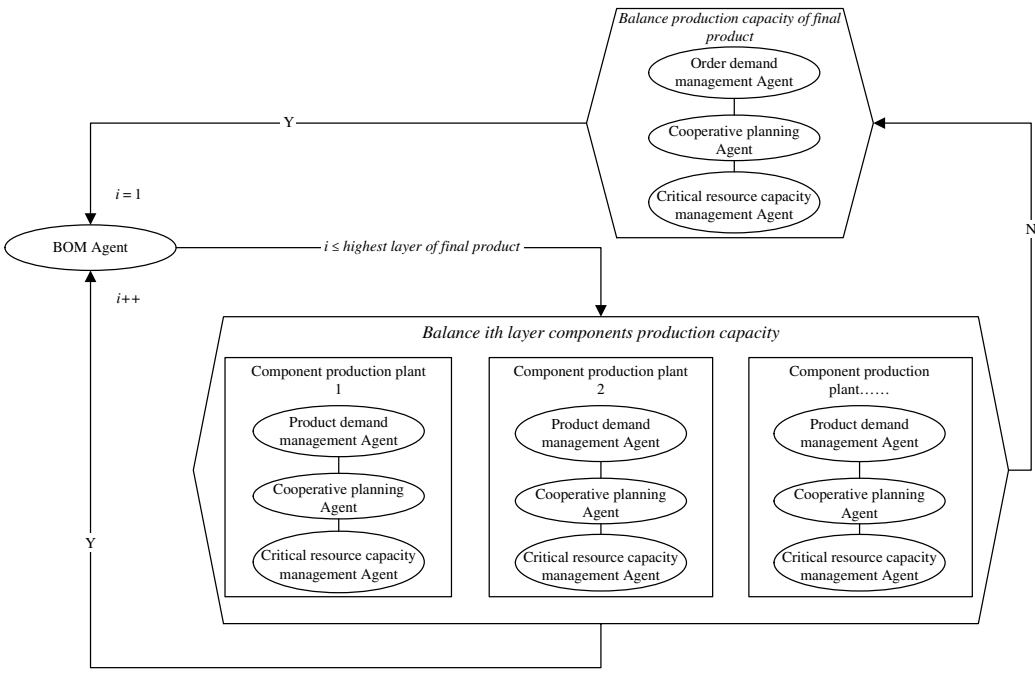 Balance production capacity of final
product
Order demand
management Agent
Cooperative planning
Agent
Critical resource capacity
management Agent
Y
N
i = 1
BOM Agent
i ≤ highest layer of final product
i++
Balance ith layer components production capacity
Component production plant
1
Product demand
management Agent
Cooperative planning
Agent
Critical resource capacity
management Agent
Component production plant
2
Product demand
management Agent
Cooperative planning
Agent
Critical resource capacity
management Agent
Component production
plant……
Product demand
management Agent
Cooperative planning
Agent
Critical resource capacity
management Agent
Y